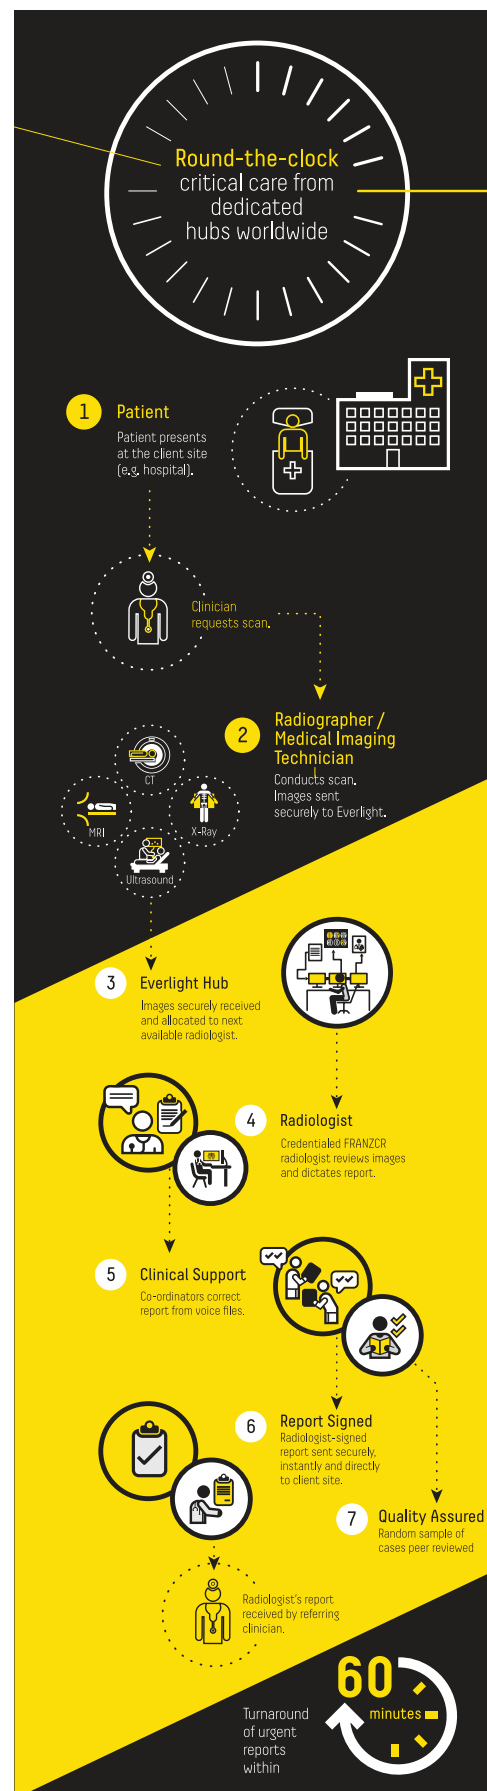 Round-the-clock
critical care from
dedicated
hubs worldwide
1
Patient
Patient presents
at the client site
(e.g. hospital).
Clinician
requests scan.
2
Radiographer /
Medical Imaging
Technician
Conducts scan.
Images sent
securely to Everlight.
CT
MRI
X-Ray
Ultrasound
3
Everlight Hub
Images securely received
and allocated to next
available radiologist.
4
Radiologist
Credentialed FRANZCR
radiologist reviews images
and dictates report.
5
Clinical Support
Co-ordinators correct
report from voice files.
6
Report Signed
Radiologist-signed
report sent securely,
instantly and directly
to client site.
7
Quality Assured
Random sample of
cases peer reviewed
Radiologist's report
received by referring
clinician.
Turnaround
of urgent
reports
within
60
minutes